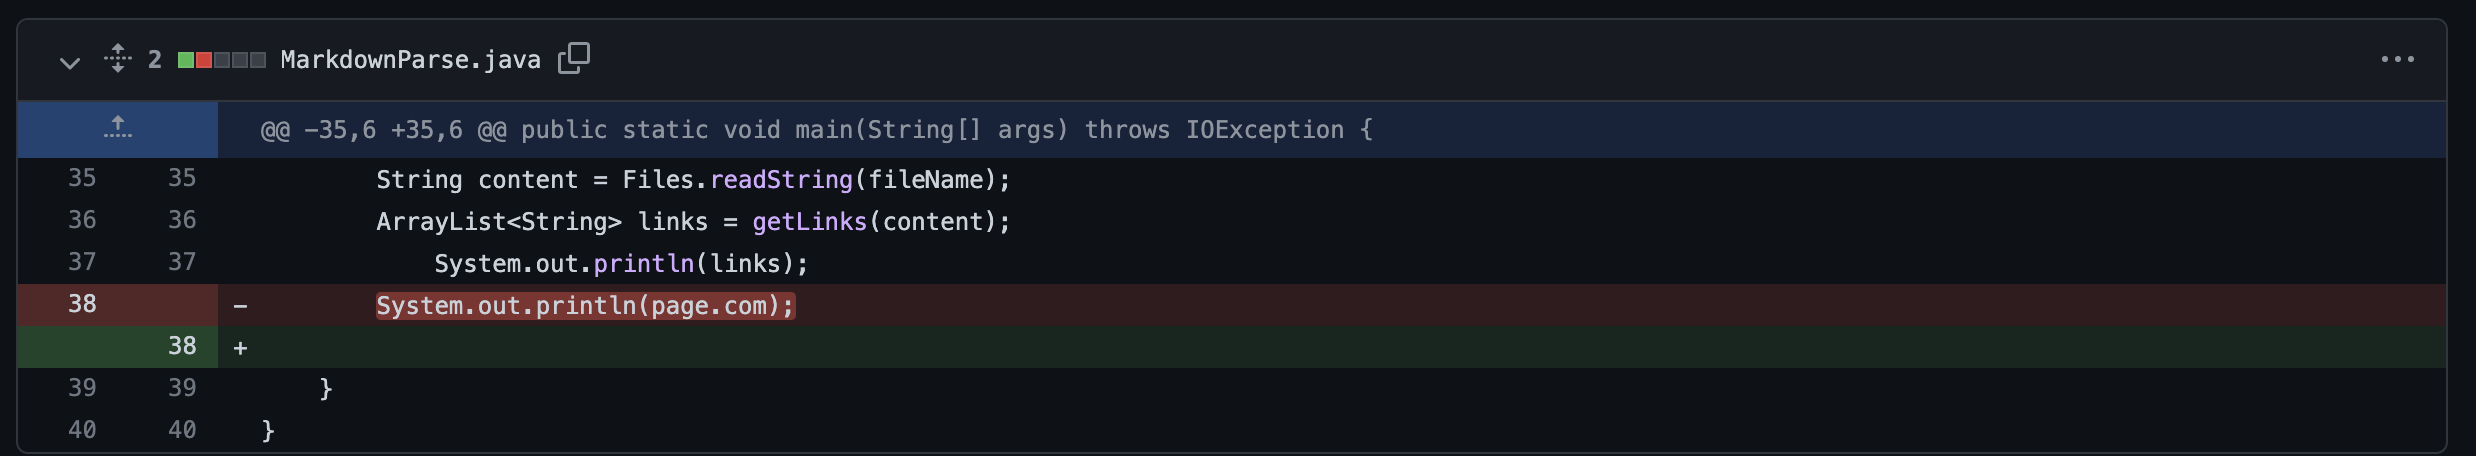 2 MarkdownParse.java
@@ -35,6 +35,6 @@ public static void main(String[] args) throws IOException {
35 35 String content = Files.readString(fileName);
36 36 ArrayList<String> links = getLinks(content);
37 37 System.out.println(links);
38 - System.out.println(page.com);
38 +
39 39 }
40 40 }